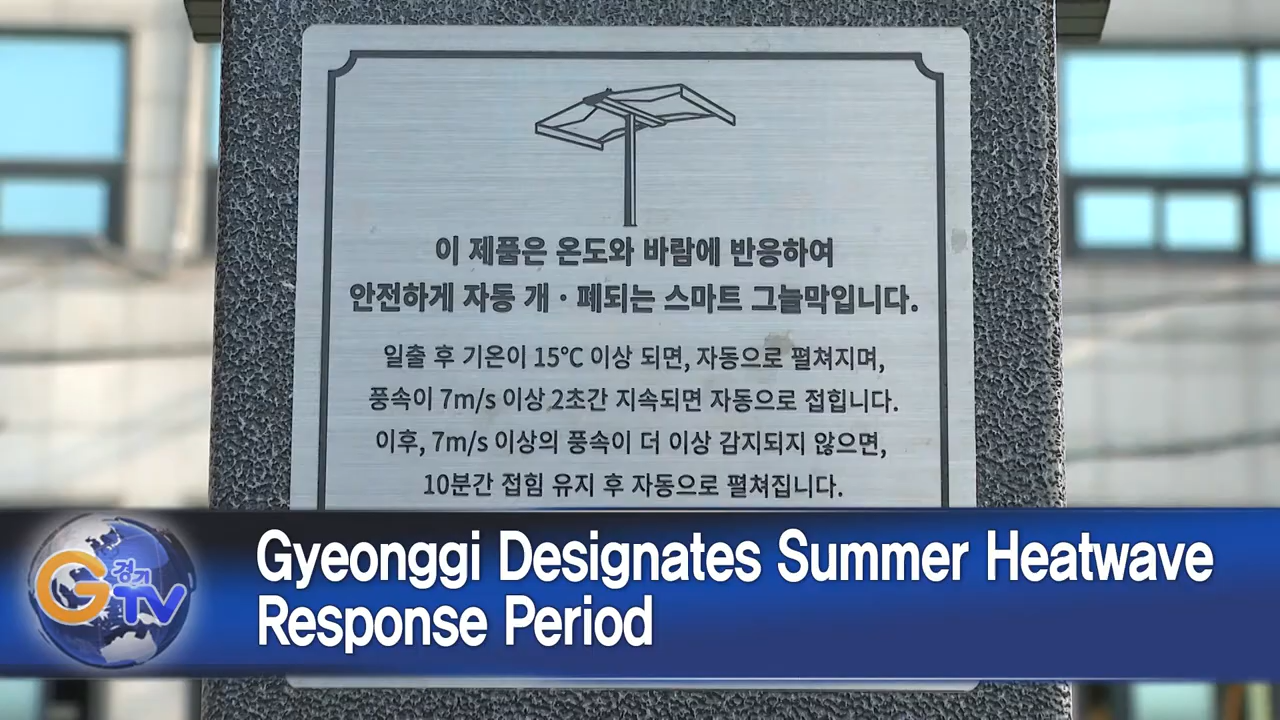 이 제품은 온도와 바람에 반응하여
안전하게 자동 개 · 폐되는 스마트 그늘막입니다.
일출 후 기온이 15℃ 이상 되면, 자동으로 펼쳐지며,
풍속이 7m/s 이상 2초간 지속되면 자동으로 접힙니다.
이후, 7m/s 이상의 풍속이 더 이상 감지되지 않으면,
10분간 접힘 유지 후 자동으로 펼쳐집니다.
G경기TV
Gyeonggi Designates Summer Heatwave
Response Period